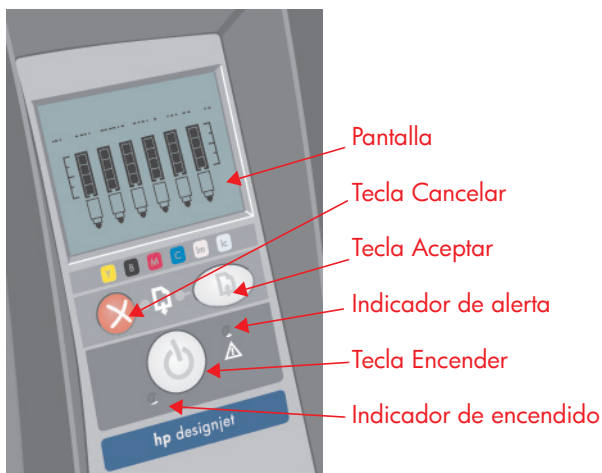 Pantalla
Tecla Cancelar
Tecla Aceptar
Y B M C lm lc
Indicador de alerta
Tecla Encender
Indicador de encendido
hp designjet